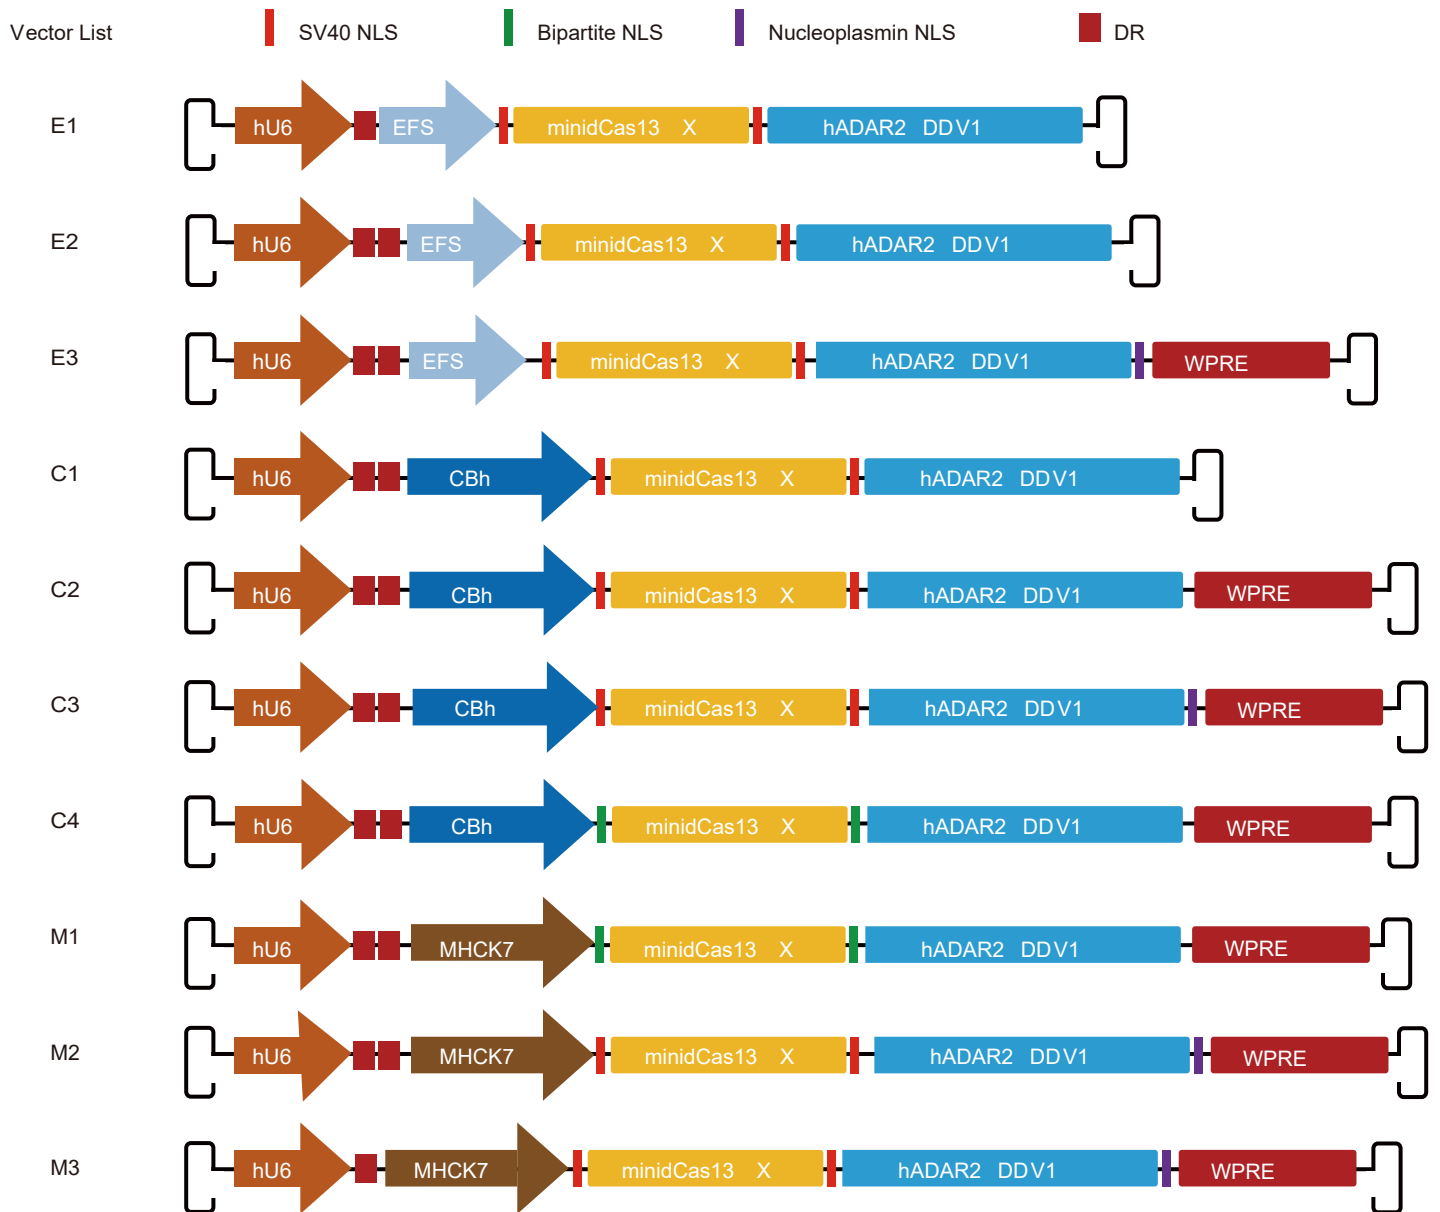 Vector List SV40 NLS Bipartite NLS Nucleoplasmin NLS DR
E1 hU6 EFS minidCas13 X hADAR2 DDV1
E2 hU6 EFS minidCas13 X hADAR2 DDV1
E3 hU6 EFS minidCas13 X hADAR2 DDV1 WPRE
C1 hU6 CBh minidCas13 X hADAR2 DDV1
C2 hU6 CBh minidCas13 X hADAR2 DDV1 WPRE
C3 hU6 CBh minidCas13 X hADAR2 DDV1 WPRE
C4 hU6 CBh minidCas13 X hADAR2 DDV1 WPRE
M1 hU6 MHCK7 minidCas13 X hADAR2 DDV1 WPRE
M2 hU6 MHCK7 minidCas13 X hADAR2 DDV1 WPRE
M3 hU6 MHCK7 minidCas13 X hADAR2 DDV1 WPRE